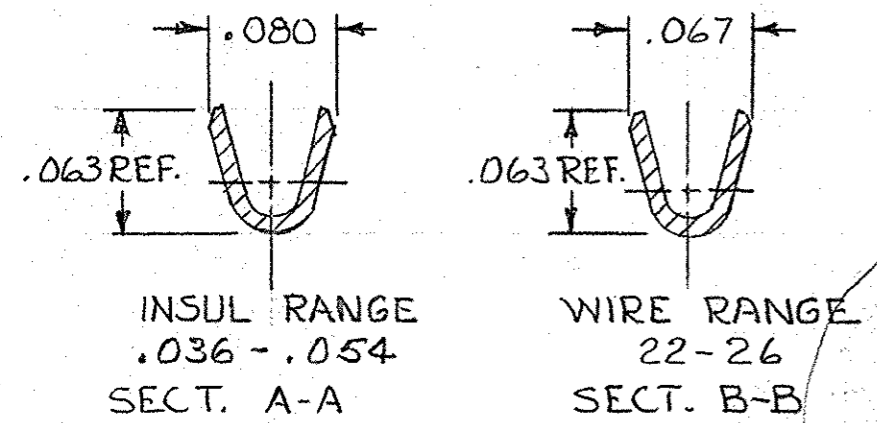 .080
.063 REF.
INSUL RANGE
.036 - .054
SECT. A-A
.067
.063 REF.
WIRE RANGE
22-26
SECT. B-B